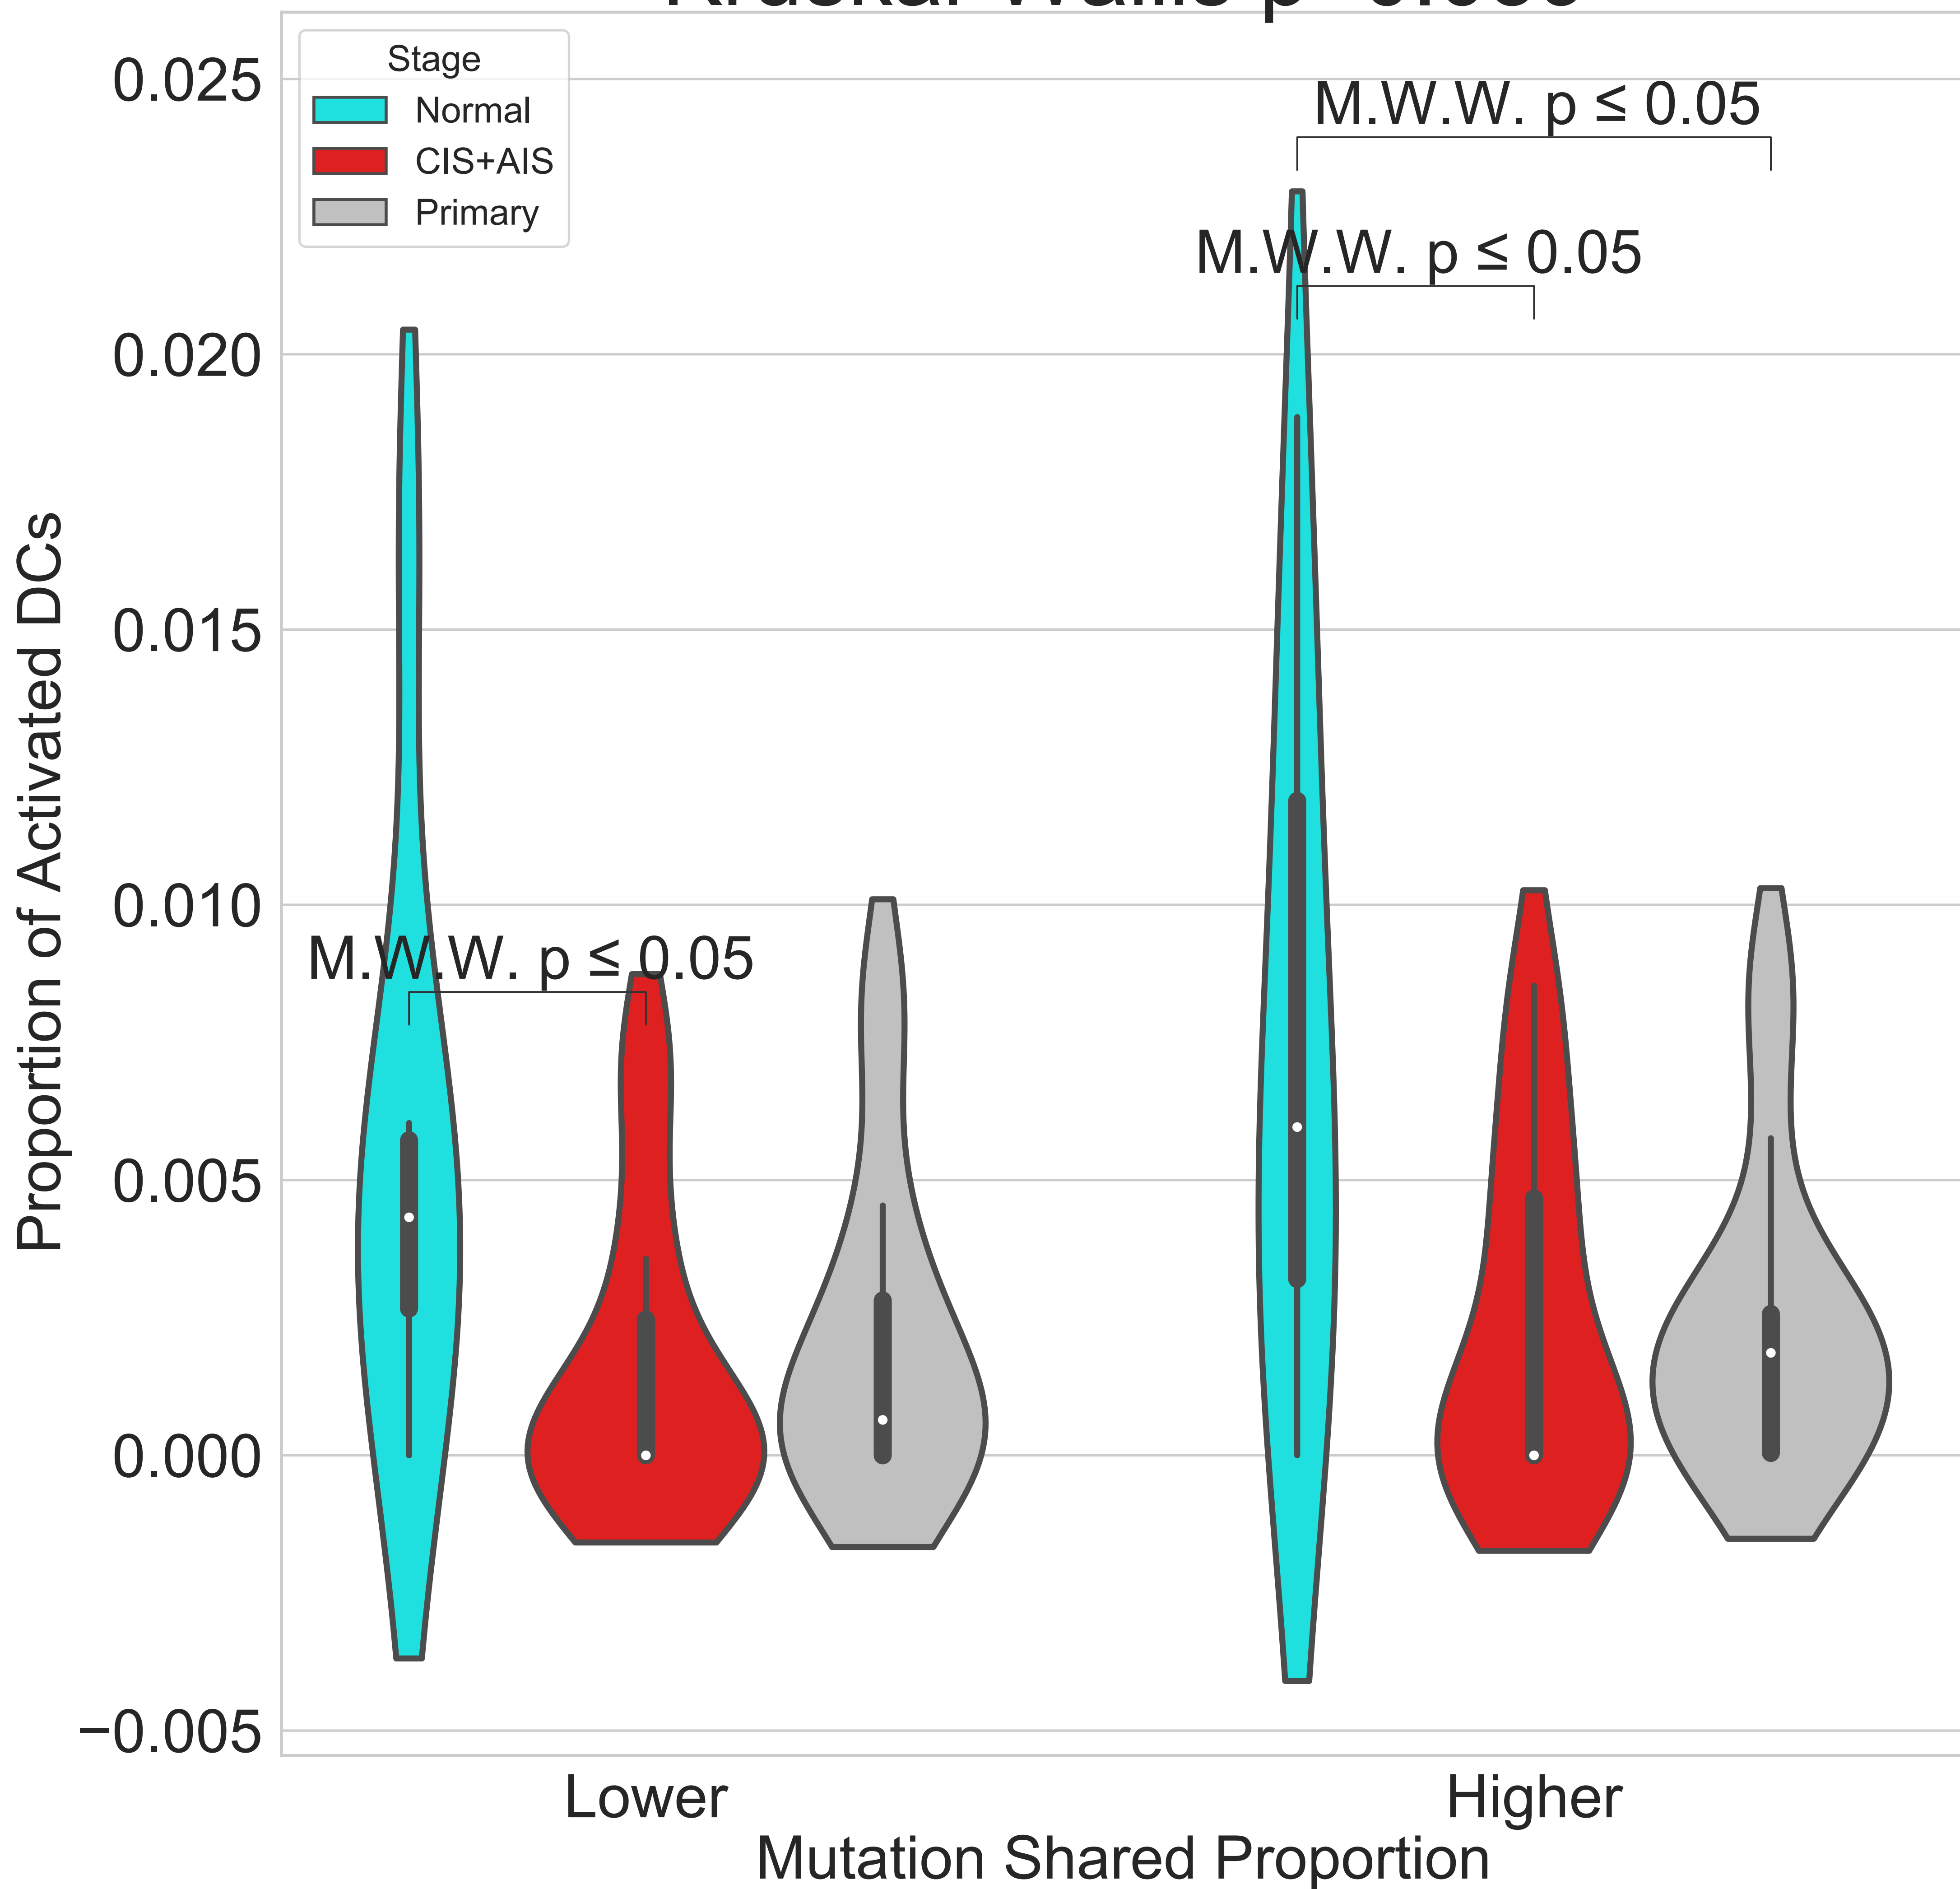 Stage
Normal
CIS+AIS
Primary
M.W.W. p ≤ 0.05
M.W.W. p ≤ 0.05
M.W.W. p ≤ 0.05
0.025
0.020
0.015
0.010
0.005
0.000
−0.005
Proportion of Activated DCs
Lower
Higher
Mutation Shared Proportion